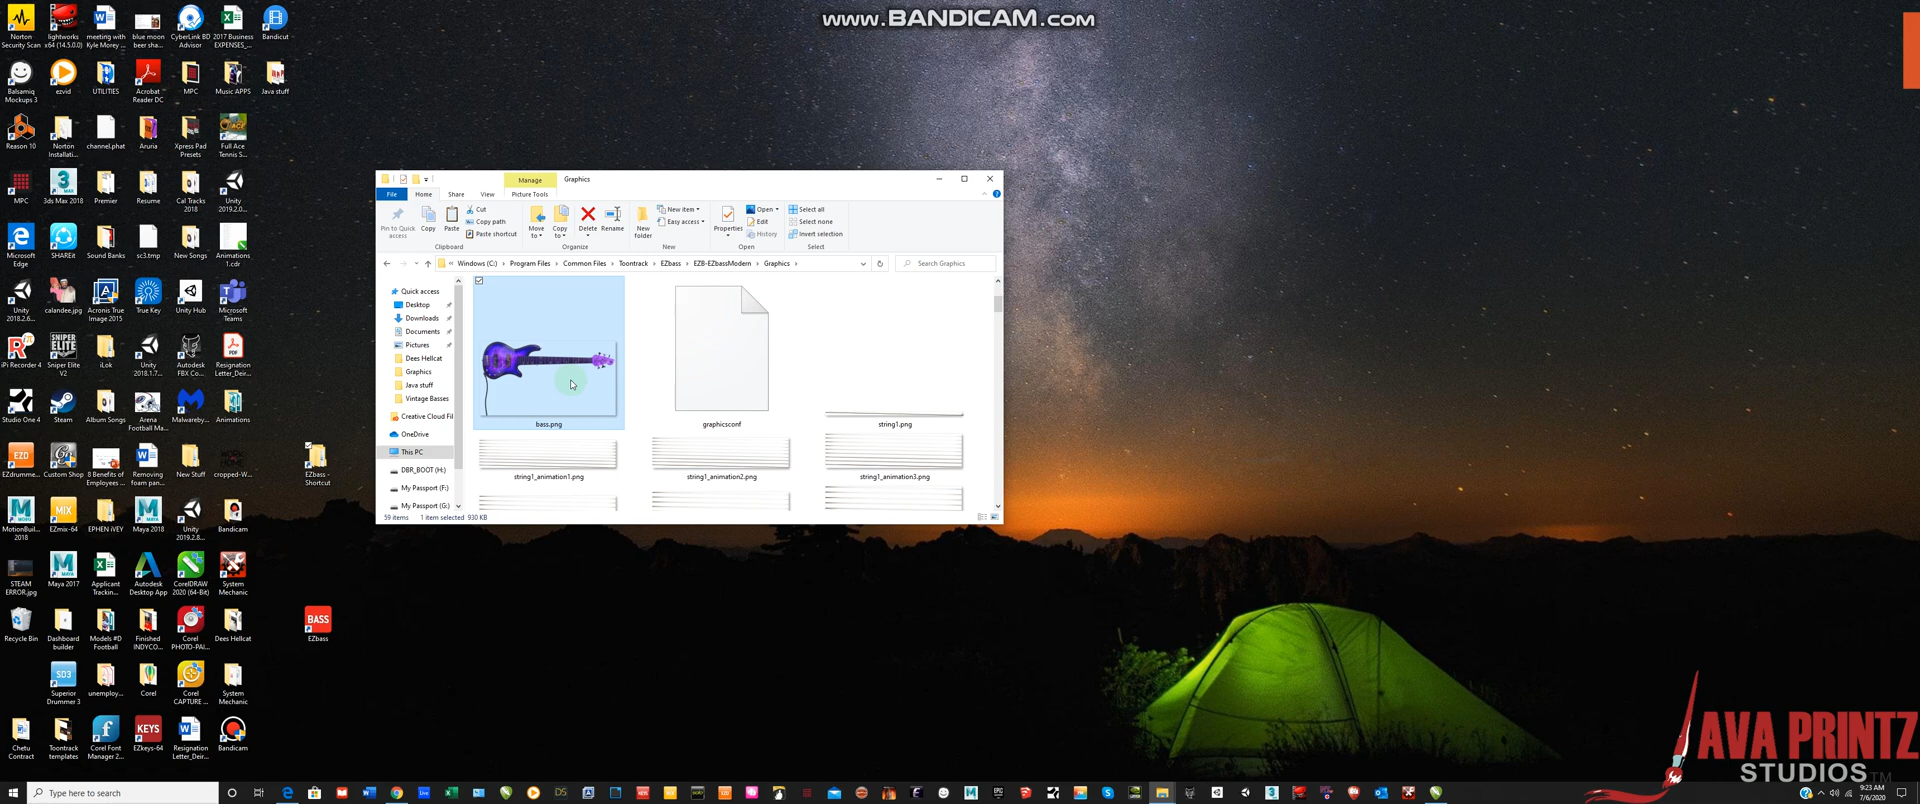 www.BANDICAM.com
Norton Security Scan
lightworks x64 (14.5.0.0)
meeting with Kyle Morey ...
blue moon beer sha...
CyberLink BD Advisor
2017 Business EXPENSES_...
Bandicut
Balsamiq Mockups 3
ezvid
UTILITIES
Acrobat Reader DC
MPC
Music APPS
Java stuff
Reason 10
Norton Installati...
channel.phat
Aruria
Xpress Pad Presets
Full Ace Tennis S...
MPC
3ds Max 2018
Premier
Resume
Cal Tracks 2018
Unity 2019.2.0...
Microsoft Edge
SHAREit
Sound Banks
sc3.tmp
New Songs
Animations 1.cdr
Unity 2018.2.6...
calandee.jpg
Acronis True Image 2015
True Key
Unity Hub
Microsoft Teams
iPi Recorder 4
Sniper Elite V2
iLok
Unity 2018.1.7...
Autodesk FBX Co...
Resignation Letter_Deir...
Studio One 4
Steam
Album Songs
Arena Football Ma...
Malwareby...
Animations
EZdrumme...
Custom Shop
8 Benefits of Employees ...
Removing foam pan...
New Stuff
cropped-W...
EZbass - Shortcut
MotionBuil... 2018
EZmix-64
EPHEN iVEY
Maya 2018
Unity 2019.2.8...
Bandicam
STEAM ERROR.jpg
Maya 2017
Applicant Trackin...
Autodesk Desktop App
CorelDRAW 2020 (64-Bit)
System Mechanic
Recycle Bin
Dashboard builder
Models #D Football
Finished INDYCO...
Corel PHOTO-PAI...
Dees Hellcat
BASS
EZbass
Superior Drummer 3
unemploy...
Corel
Corel CAPTURE ...
System Mechanic
Chetu Contract
Toontrack templates
Corel Font Manager 2...
EZkeys-64
Resignation Letter_Dei...
Bandicam
Manage
Graphics
File
Home
Share
View
Picture Tools
Pin to Quick access
Copy
Paste
Cut
Copy path
Paste shortcut
Clipboard
Move to
Copy to
Delete
Rename
Organize
New folder
New item
Easy access
New
Properties
Open
Edit
History
Open
Select all
Select none
Invert selection
Select
« Windows (C:) › Program Files › Common Files › Toontrack › EZbass › EZB-EZbassModern › Graphics ›
Search Graphics
Quick access
Desktop
Downloads
Documents
Pictures
Dees Hellcat
Graphics
Java stuff
Vintage Basses
Creative Cloud Fil
OneDrive
This PC
DBR_BOOT (H:)
My Passport (F:)
My Passport (G:)
bass.png
graphicsconf
string1.png
string1_animation1.png
string1_animation2.png
string1_animation3.png
59 items
1 item selected 930 KB
AVA PRINTZ
STUDIOS™
Type here to search
9:23 AM
7/6/2020